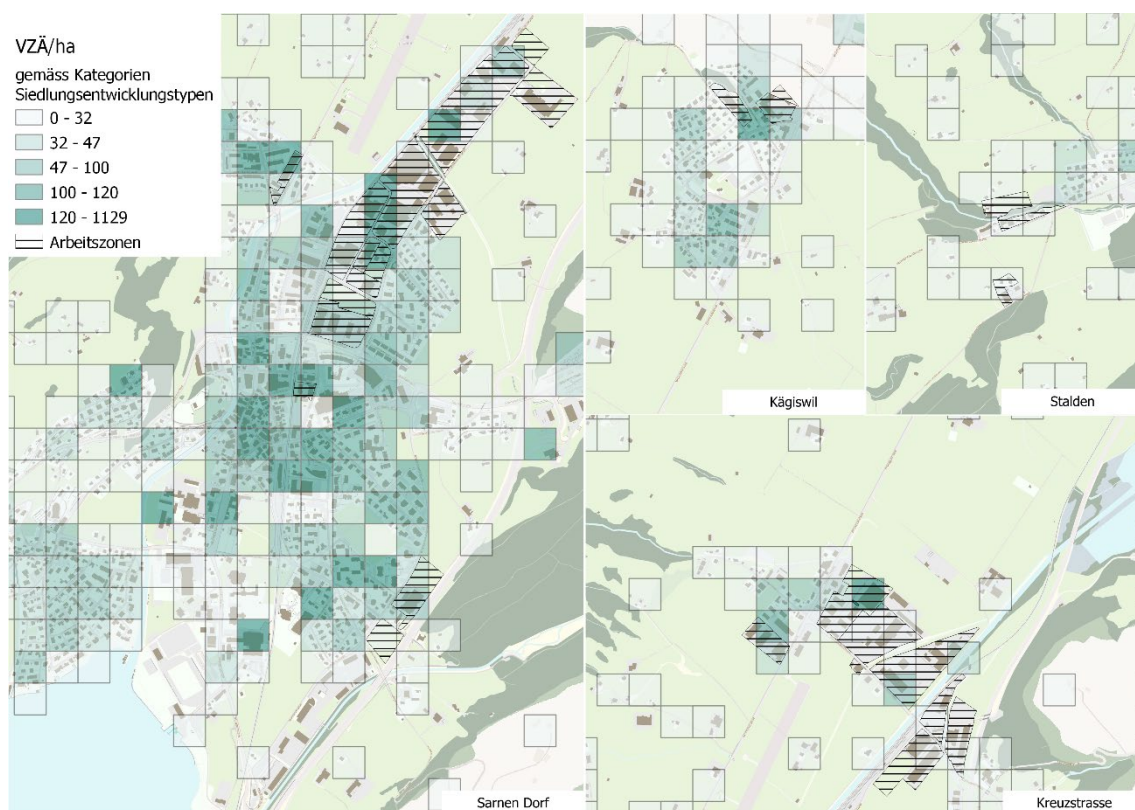 VZÄ/ha
gemäss Kategorien
Siedlungsentwicklungstypen
0 - 32
32 - 47
47 - 100
100 - 120
120 - 1129
Arbeitszonen
Kägiswil
Stalden
Sarnen Dorf
Kreuzstrasse